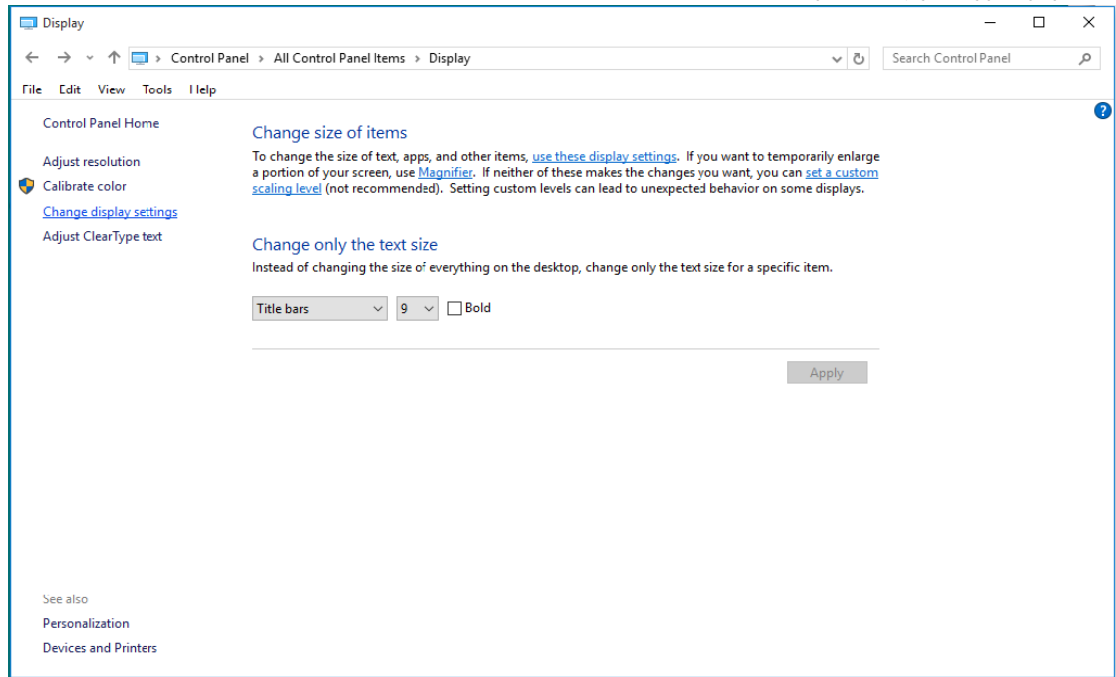 Display
Control Panel > All Control Panel Items > Display
Search Control Panel
File Edit View Tools Help
Control Panel Home
Adjust resolution
Calibrate color
Change display settings
Adjust ClearType text
Change size of items
To change the size of text, apps, and other items, use these display settings. If you want to temporarily enlarge
a portion of your screen, use Magnifier. If neither of these makes the changes you want, you can set a custom
scaling level (not recommended). Setting custom levels can lead to unexpected behavior on some displays.
Change only the text size
Instead of changing the size of everything on the desktop, change only the text size for a specific item.
Title bars 9 Bold
Apply
See also
Personalization
Devices and Printers